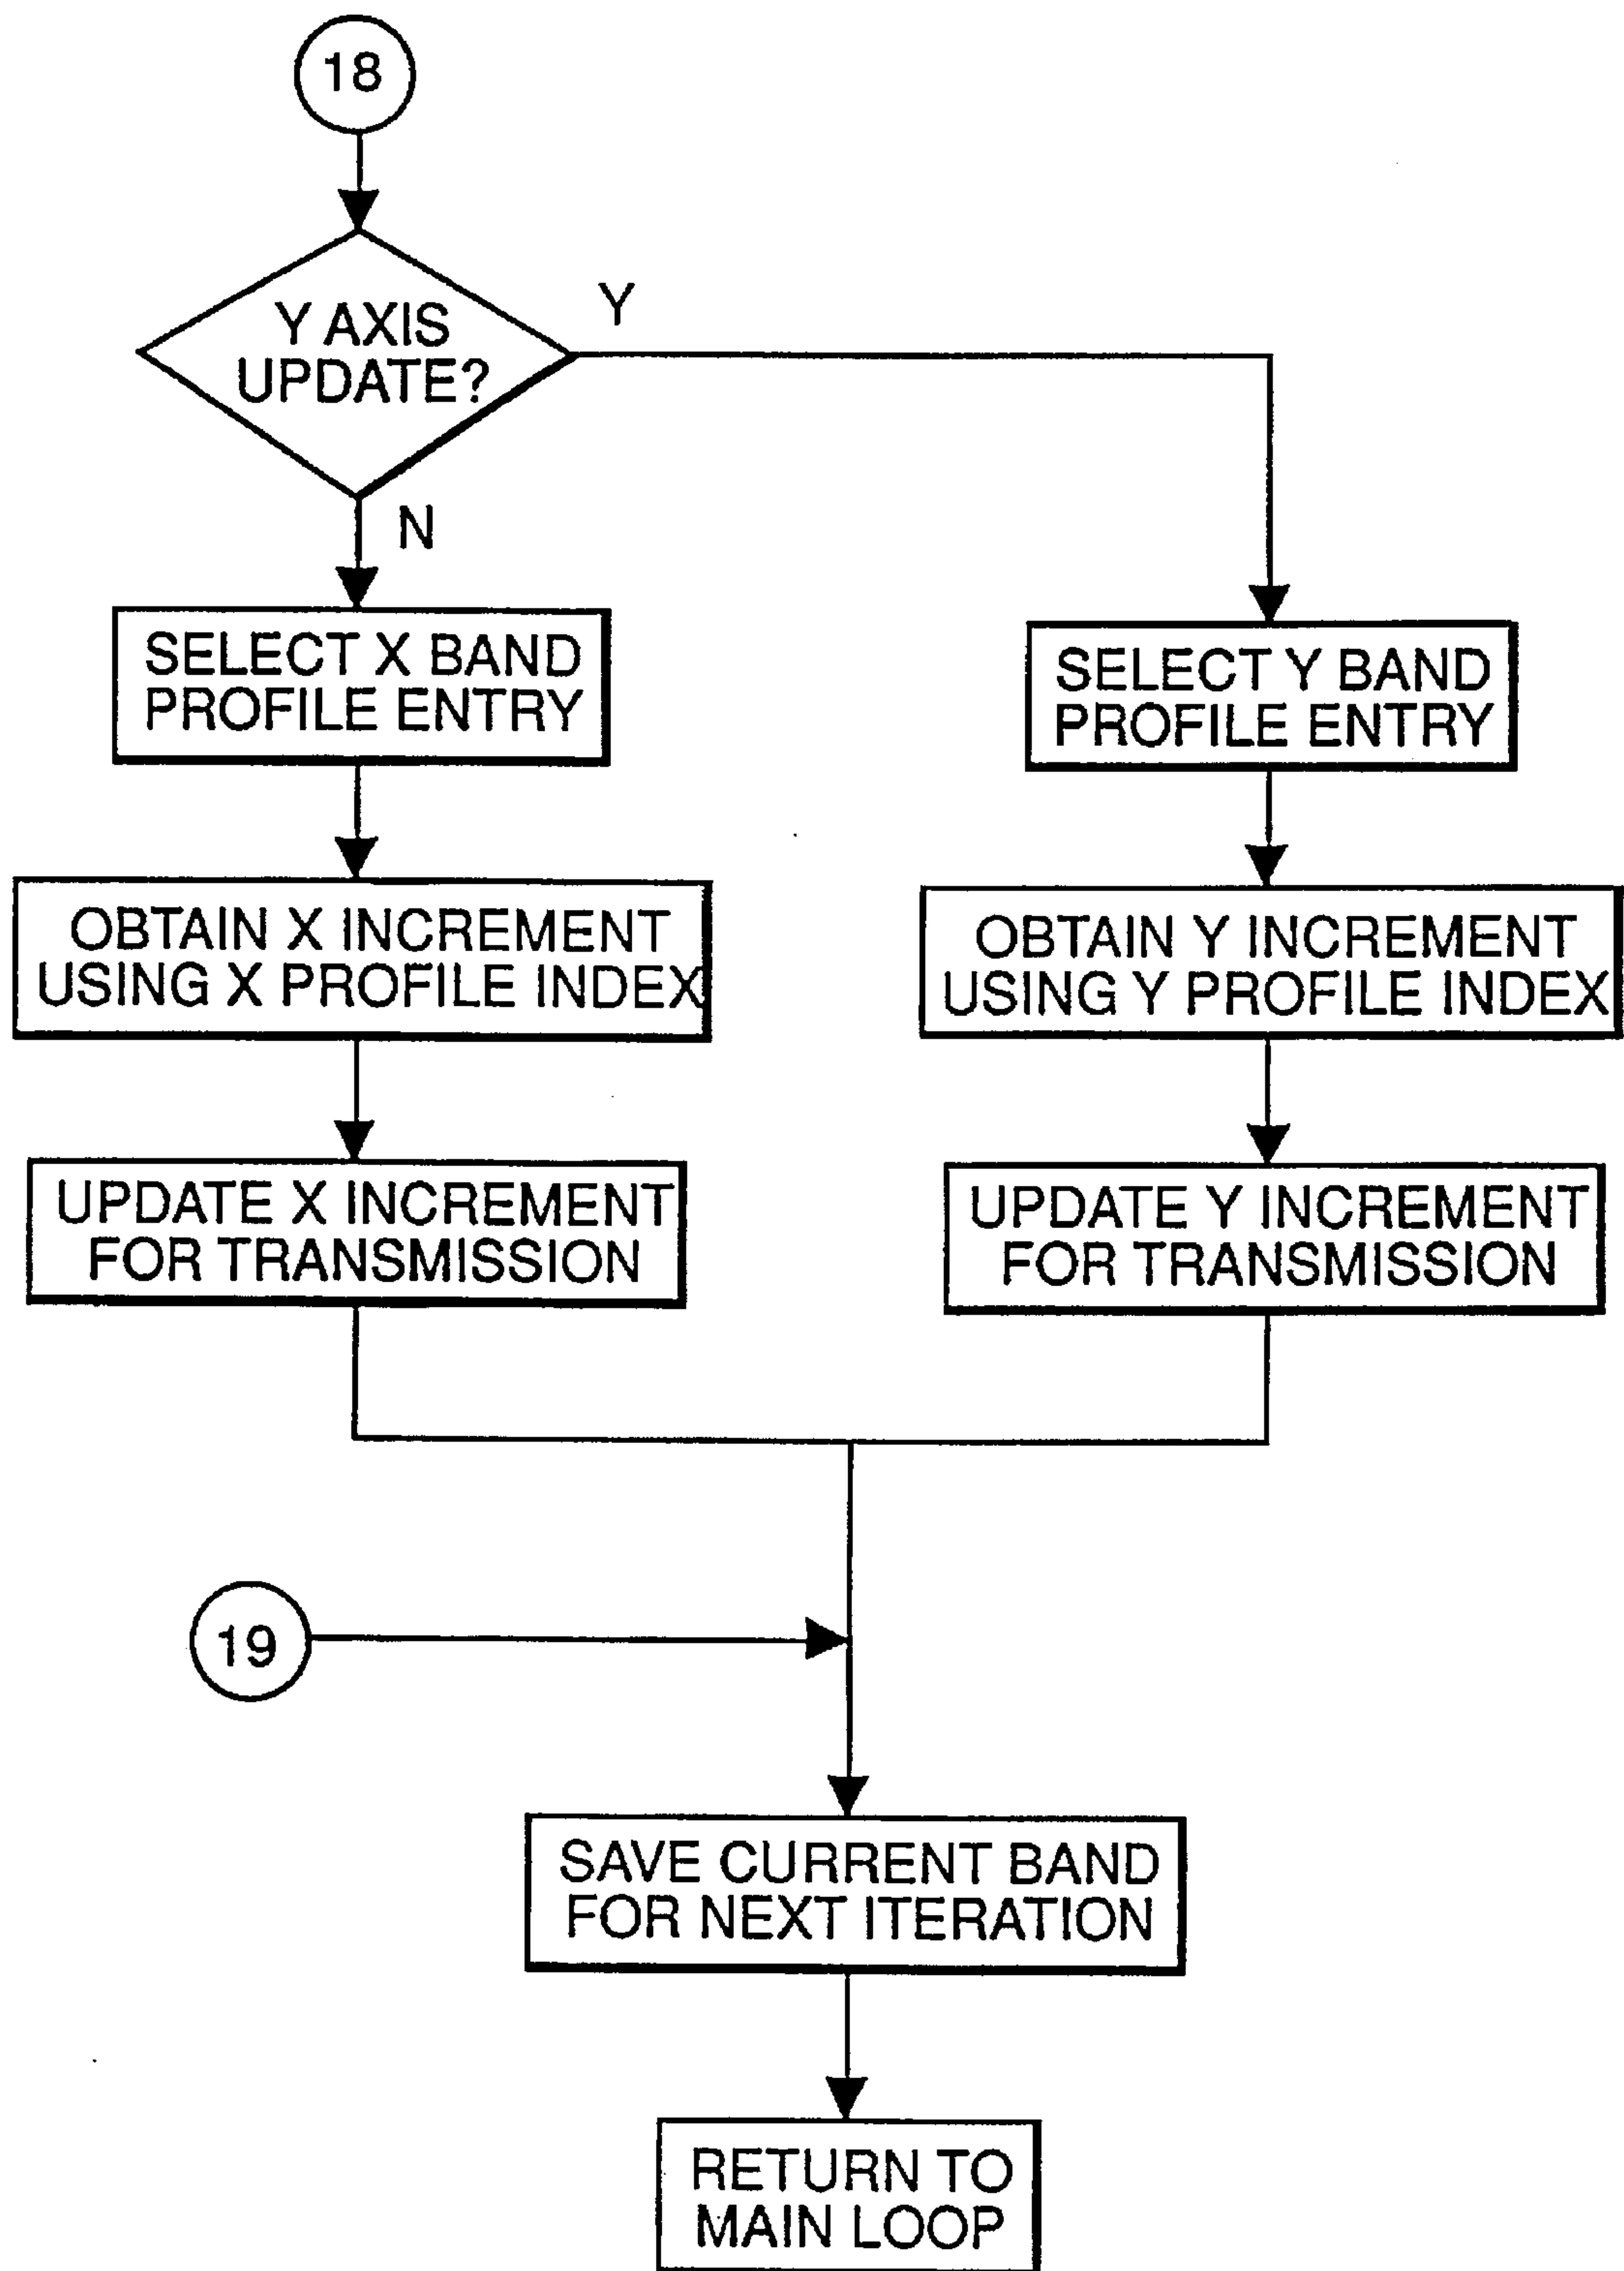 18
Y AXIS
UPDATE?
Y
N
SELECT X BAND
PROFILE ENTRY
SELECT Y BAND
PROFILE ENTRY
OBTAIN X INCREMENT
USING X PROFILE INDEX
OBTAIN Y INCREMENT
USING Y PROFILE INDEX
UPDATE X INCREMENT
FOR TRANSMISSION
UPDATE Y INCREMENT
FOR TRANSMISSION
19
SAVE CURRENT BAND
FOR NEXT ITERATION
RETURN TO
MAIN LOOP